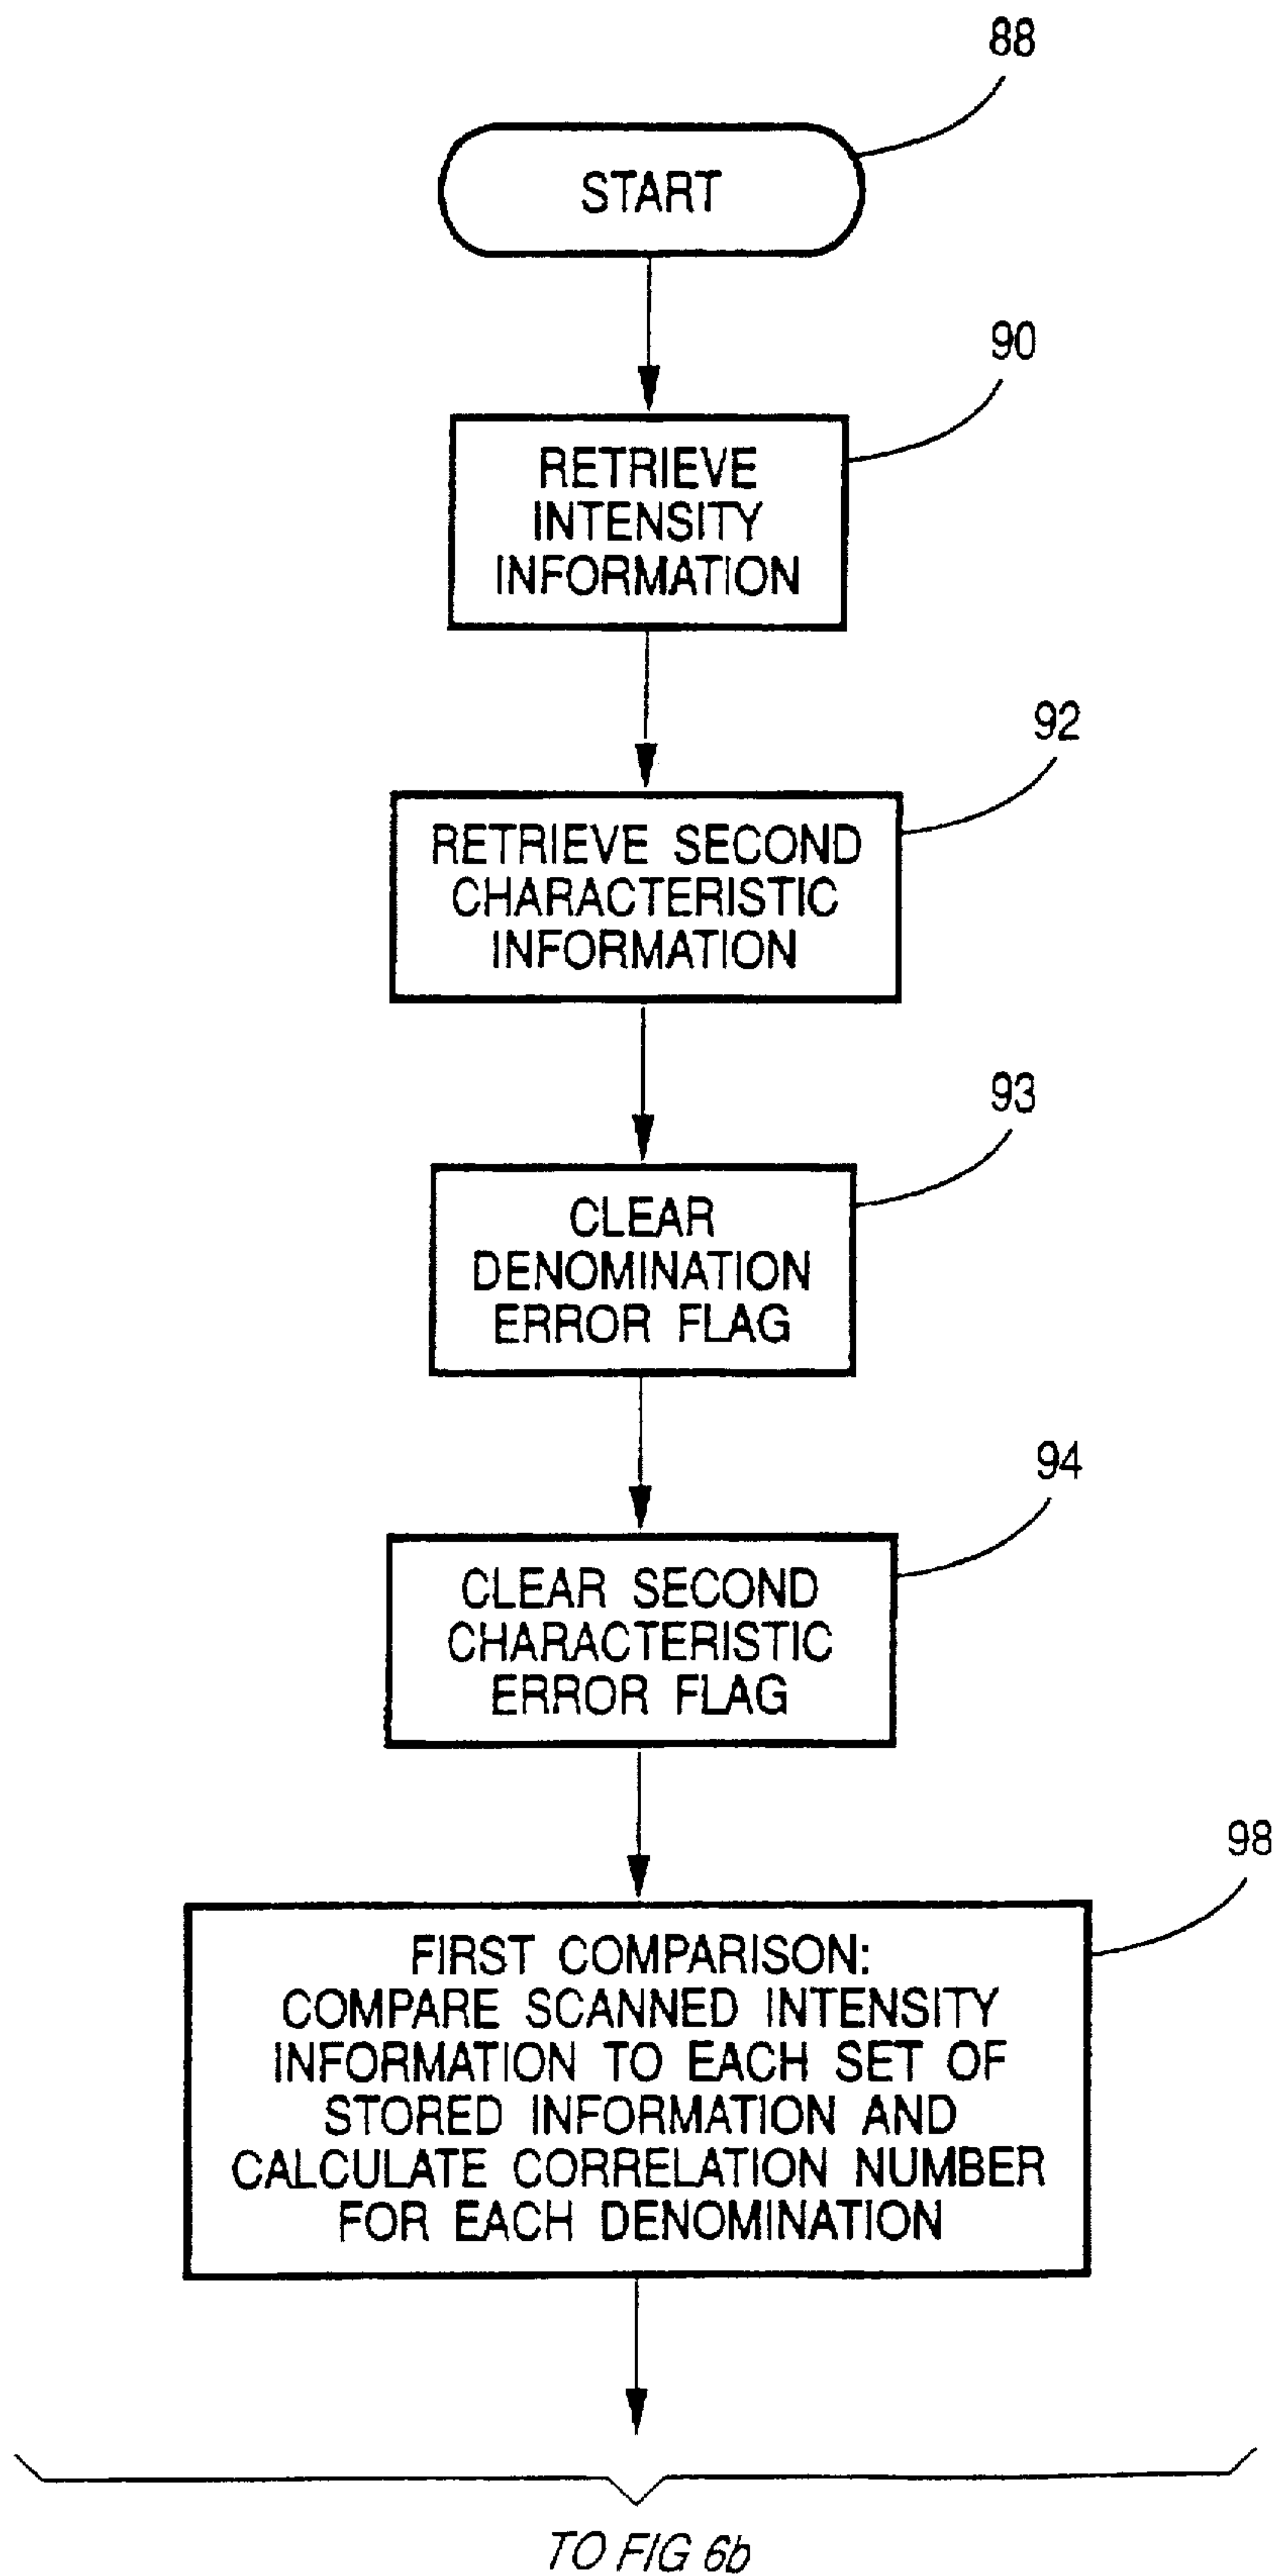 88
START
90
RETRIEVE
INTENSITY
INFORMATION
92
RETRIEVE SECOND
CHARACTERISTIC
INFORMATION
93
CLEAR
DENOMINATION
ERROR FLAG
94
CLEAR SECOND
CHARACTERISTIC
ERROR FLAG
98
FIRST COMPARISON:
COMPARE SCANNED INTENSITY
INFORMATION TO EACH SET OF
STORED INFORMATION AND
CALCULATE CORRELATION NUMBER
FOR EACH DENOMINATION
TO FIG 6b